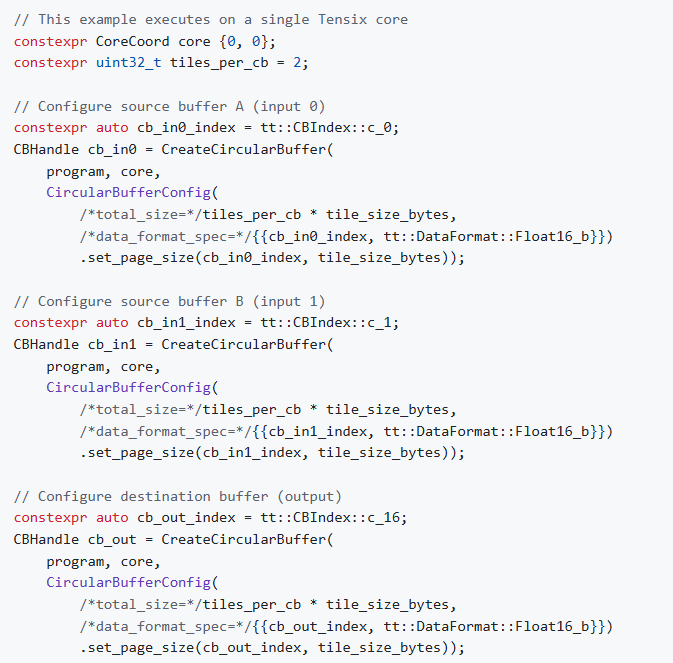 // This example executes on a single Tensix core
constexpr CoreCoord core {0, 0};
constexpr uint32_t tiles_per_cb = 2;

// Configure source buffer A (input 0)
constexpr auto cb_in0_index = tt::CBIndex::c_0;
CBHandle cb_in0 = CreateCircularBuffer(
    program, core,
    CircularBufferConfig(
        /*total_size=*/tiles_per_cb * tile_size_bytes,
        /*data_format_spec=*/{{cb_in0_index, tt::DataFormat::Float16_b}})
        .set_page_size(cb_in0_index, tile_size_bytes));

// Configure source buffer B (input 1)
constexpr auto cb_in1_index = tt::CBIndex::c_1;
CBHandle cb_in1 = CreateCircularBuffer(
    program, core,
    CircularBufferConfig(
        /*total_size=*/tiles_per_cb * tile_size_bytes,
        /*data_format_spec=*/{{cb_in1_index, tt::DataFormat::Float16_b}})
        .set_page_size(cb_in1_index, tile_size_bytes));

// Configure destination buffer (output)
constexpr auto cb_out_index = tt::CBIndex::c_16;
CBHandle cb_out = CreateCircularBuffer(
    program, core,
    CircularBufferConfig(
        /*total_size=*/tiles_per_cb * tile_size_bytes,
        /*data_format_spec=*/{{cb_out_index, tt::DataFormat::Float16_b}})
        .set_page_size(cb_out_index, tile_size_bytes));